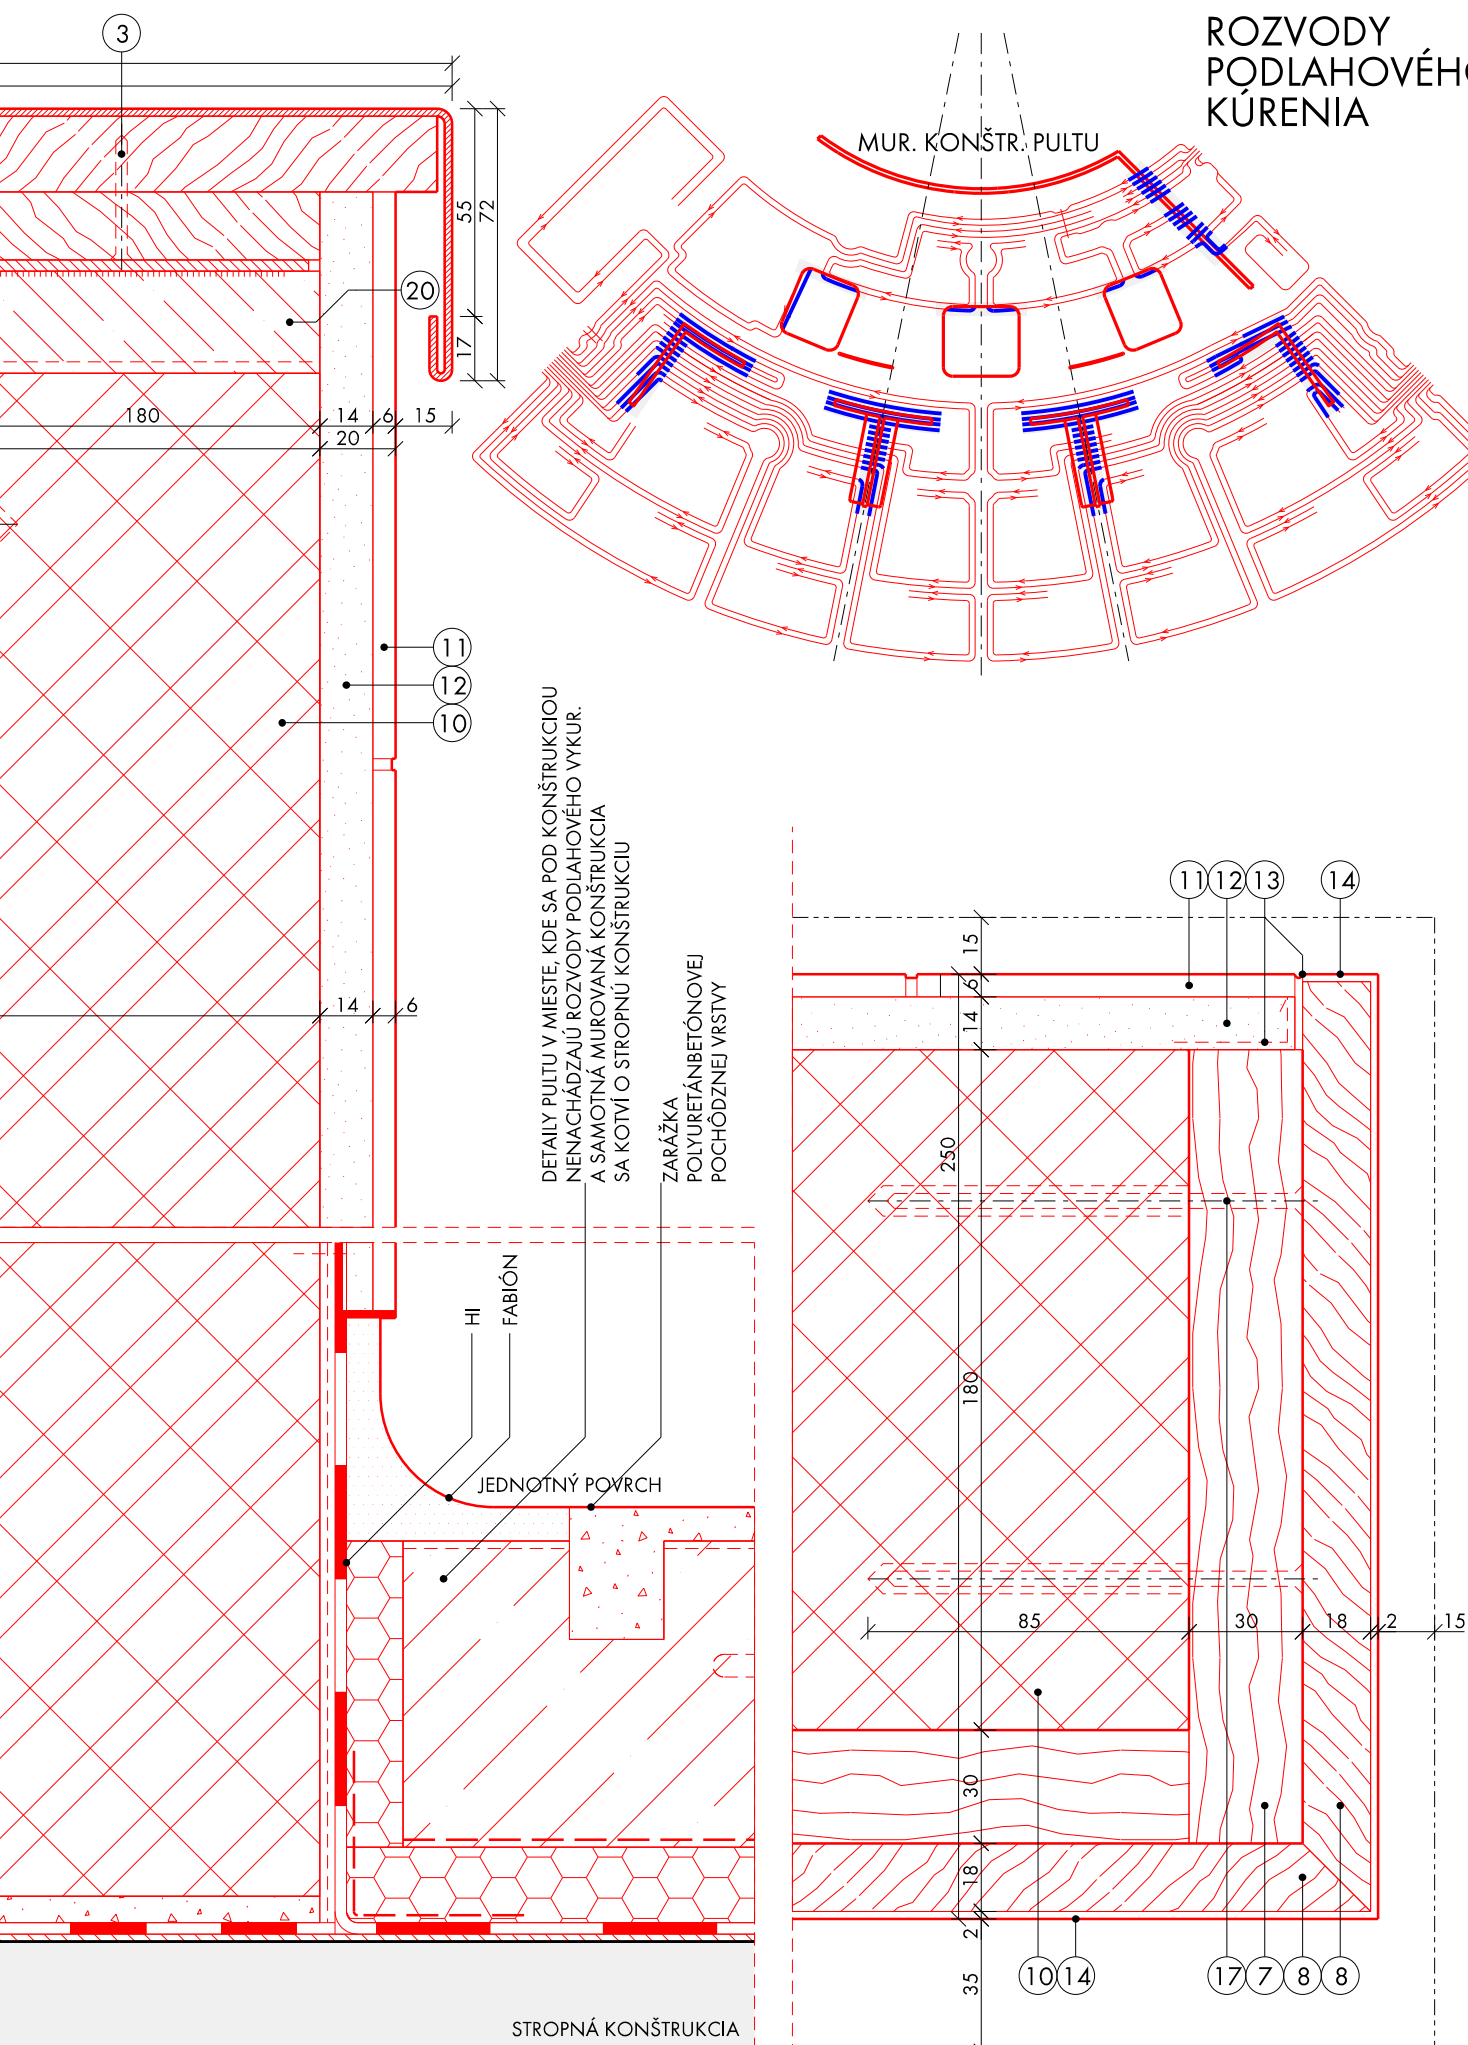 3
ROZVODY
PODLAHOVÉHO
KÚRENIA
MUR. KONŠTR. PULTU
55
72
20
17
180
14
6
15
20
11
12
10
DETAILY PULTU V MIESTE, KDE SA POD KONŠTRUKCIOU
NENACHÁDZAJÚ ROZVODY PODLAHOVÉHO VYKUR.
A SAMOTNÁ MUROVANÁ KONŠTRUKCIA
SA KOTVÍ O STROPNÚ KONŠTRUKCIU
ZARÁŽKA
POLYURETÁNBETÓNOVEJ
POCHÔDZNEJ VRSTVY
14
6
HI
FABIÓN
JEDNOTNÝ POVRCH
STROPNÁ KONŠTRUKCIA
11
12
13
14
15
6
14
250
180
85
30
18
2
15
30
18
2
35
10
14
17
7
8
8